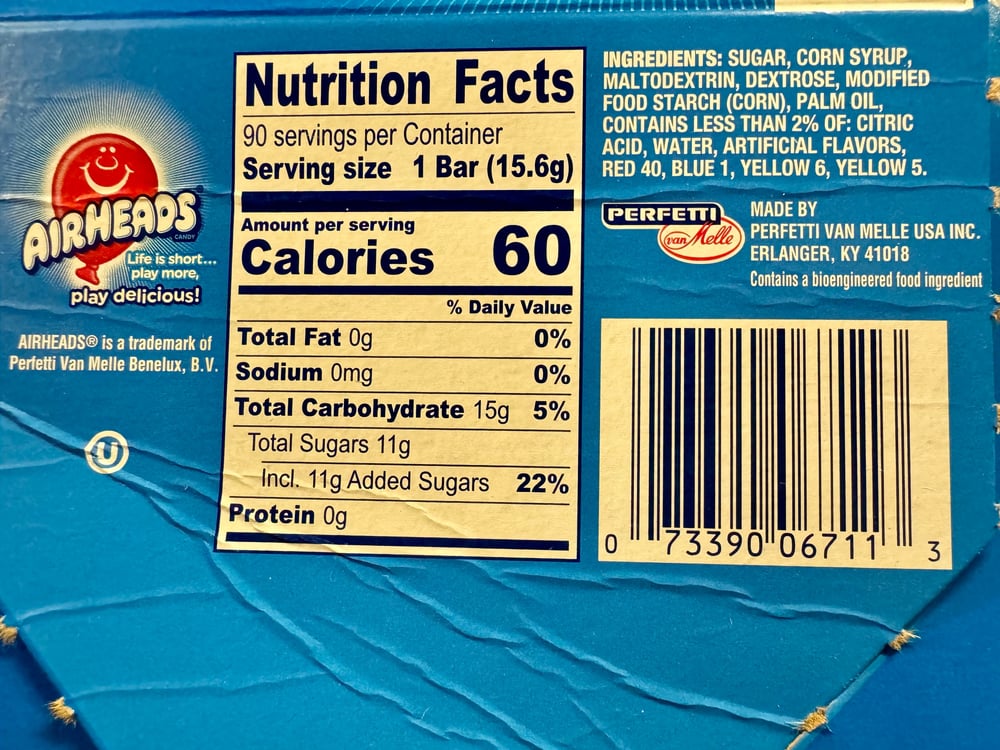 AIRHEADS
CANDY
Life is short...
play more,
play delicious!
AIRHEADS® is a trademark of
Perfetti Van Melle Benelux, B.V.
U
Nutrition Facts
90 servings per Container
Serving size 1 Bar (15.6g)
Amount per serving
Calories 60
% Daily Value
Total Fat 0g 0%
Sodium 0mg 0%
Total Carbohydrate 15g 5%
Total Sugars 11g
Incl. 11g Added Sugars 22%
Protein 0g
INGREDIENTS: SUGAR, CORN SYRUP,
MALTODEXTRIN, DEXTROSE, MODIFIED
FOOD STARCH (CORN), PALM OIL,
CONTAINS LESS THAN 2% OF: CITRIC
ACID, WATER, ARTIFICIAL FLAVORS,
RED 40, BLUE 1, YELLOW 6, YELLOW 5.
PERFETTI
van Melle
MADE BY
PERFETTI VAN MELLE USA INC.
ERLANGER, KY 41018
Contains a bioengineered food ingredient
0 73390 06711 3